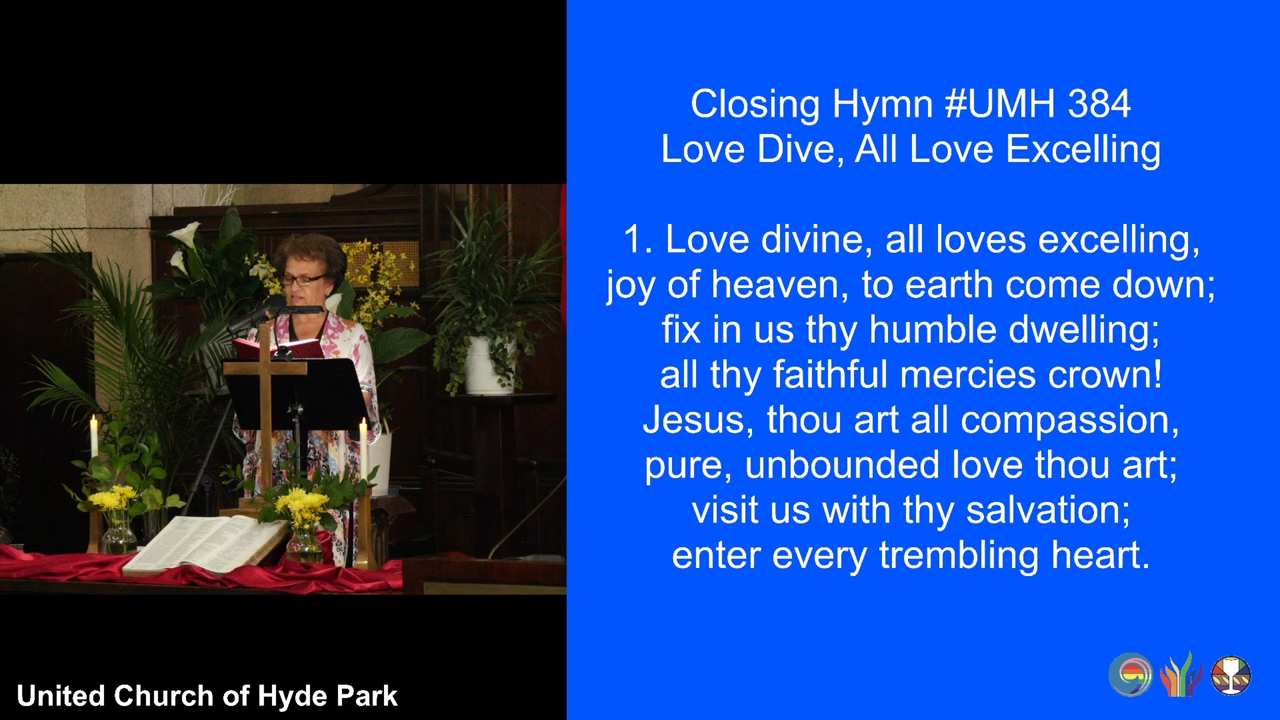 Closing Hymn #UMH 384
Love Dive, All Love Excelling
1. Love divine, all loves excelling,
joy of heaven, to earth come down;
fix in us thy humble dwelling;
all thy faithful mercies crown!
Jesus, thou art all compassion,
pure, unbounded love thou art;
visit us with thy salvation;
enter every trembling heart.
United Church of Hyde Park